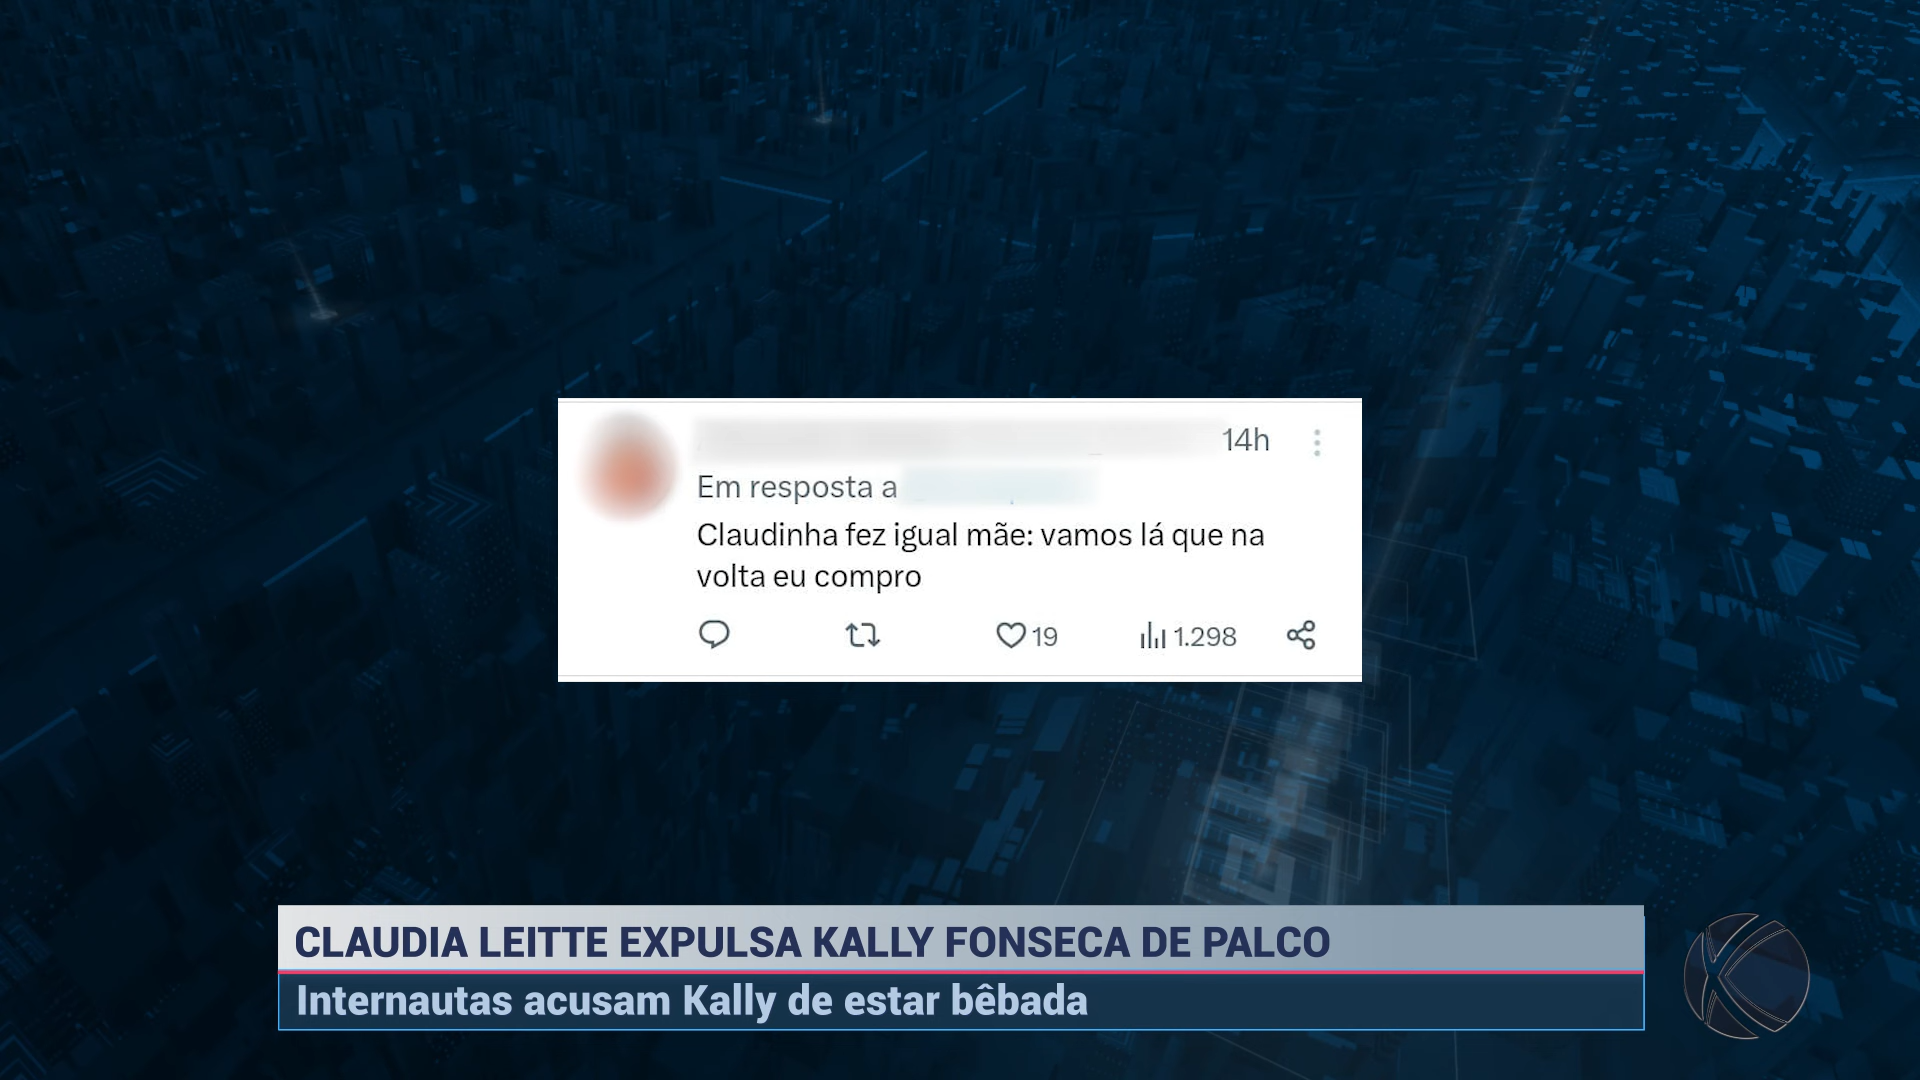 14h
Em resposta a
Claudinha fez igual mãe: vamos lá que na
volta eu compro
19
1.298
CLAUDIA LEITTE EXPULSA KALLY FONSECA DE PALCO
Internautas acusam Kally de estar bêbada